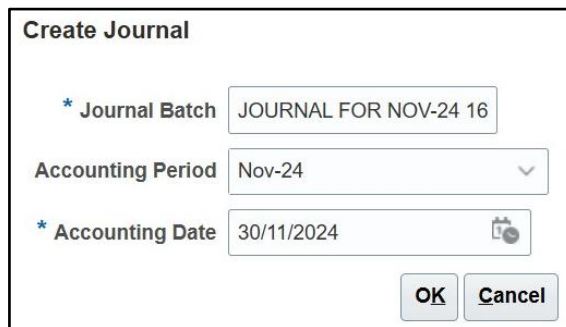 Create Journal
* Journal Batch JOURNAL FOR NOV-24 16
Accounting Period Nov-24
* Accounting Date 30/11/2024
OK Cancel